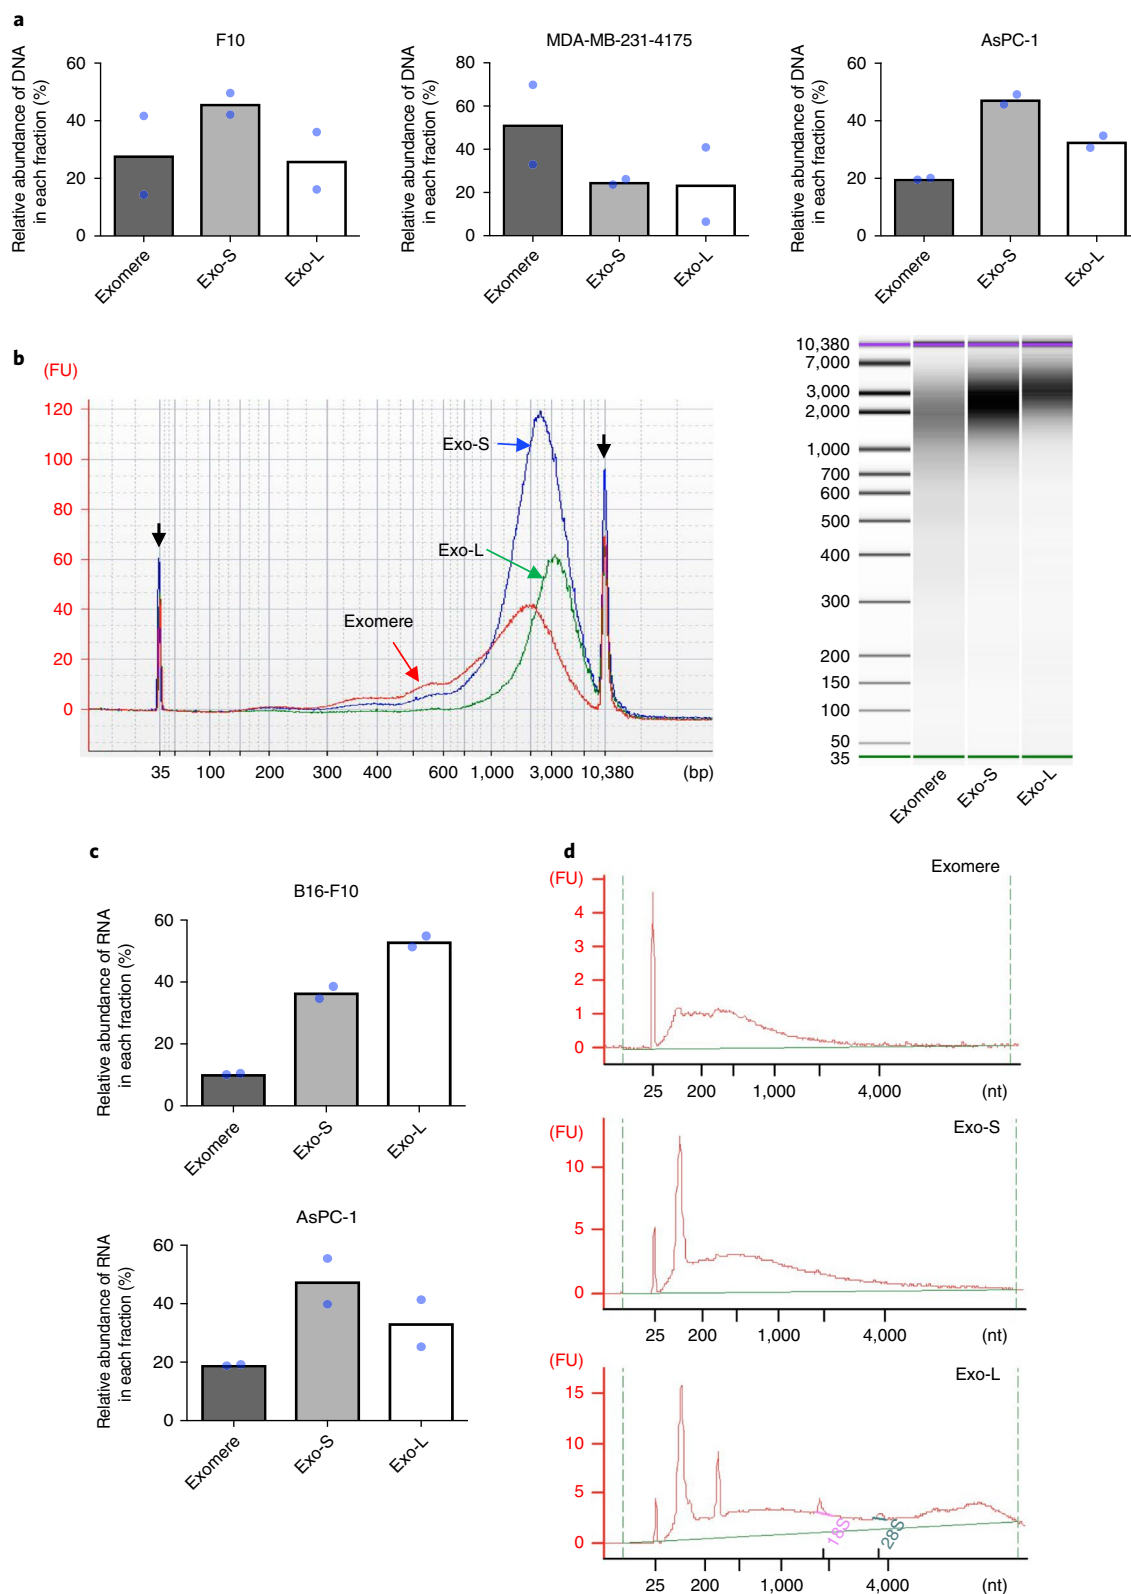 a
F10
Relative abundance of DNA
in each fraction (%)
60
40
20
0
Exomere
Exo-S
Exo-L
MDA-MB-231-4175
Relative abundance of DNA
in each fraction (%)
80
60
40
20
0
Exomere
Exo-S
Exo-L
AsPC-1
Relative abundance of DNA
in each fraction (%)
60
40
20
0
Exomere
Exo-S
Exo-L
b
(FU)
120
100
80
60
40
20
0
Exo-S
Exo-L
Exomere
35 100 200 300 400 600 1,000 3,000 10,380 (bp)
10,380
7,000
3,000
2,000
1,000
700
600
500
400
300
200
150
100
50
35
Exomere
Exo-S
Exo-L
c
B16-F10
Relative abundance of RNA
in each fraction (%)
60
40
20
0
Exomere
Exo-S
Exo-L
AsPC-1
Relative abundance of RNA
in each fraction (%)
60
40
20
0
Exomere
Exo-S
Exo-L
d
Exomere
(FU)
5
4
3
2
1
0
25 200 1,000 4,000 (nt)
Exo-S
(FU)
10
5
0
25 200 1,000 4,000 (nt)
Exo-L
(FU)
15
10
5
0
18S
28S
25 200 1,000 4,000 (nt)